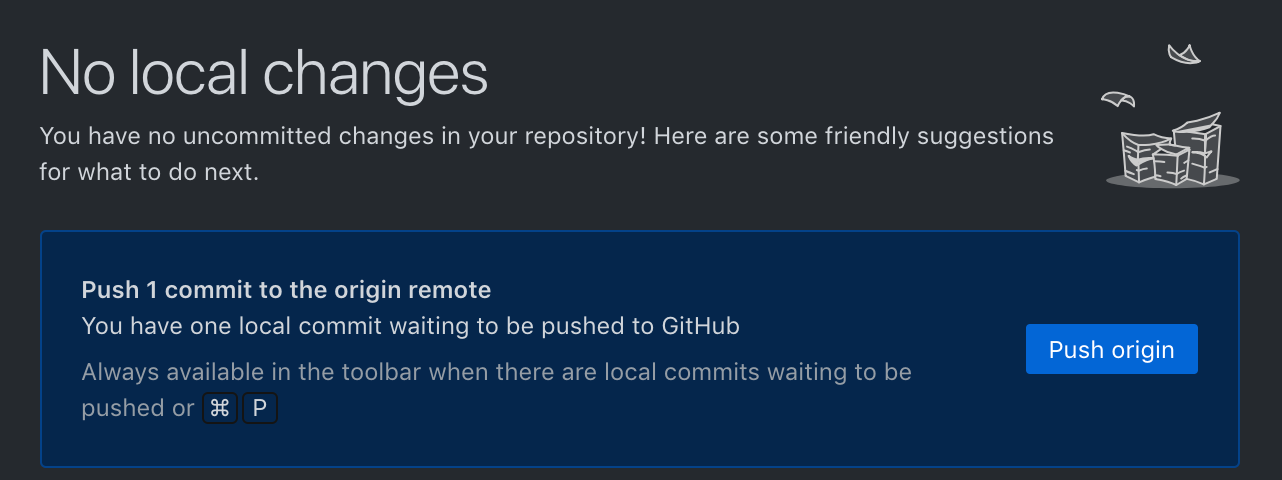 No local changes
You have no uncommitted changes in your repository! Here are some friendly suggestions
for what to do next.
Push 1 commit to the origin remote
You have one local commit waiting to be pushed to GitHub
Always available in the toolbar when there are local commits waiting to be
pushed or ⌘ P
Push origin